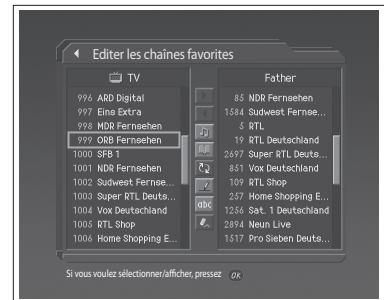 Editer les chaînes favorites
TV
996 ARD Digital
997 Eins Extra
998 MDR Fernsehen
999 ORB Fernsehen
1000 SFB 1
1001 NDR Fernsehen
1002 Sudwest Fernse...
1003 Super RTL Deuts...
1004 Vox Deutschland
1005 RTL Shop
1006 Home Shopping E...
abc
Father
85 NDR Fernsehen
1584 Sudwest Fernse...
5 RTL
19 RTL Deutschland
2697 Super RTL Deuts...
851 Vox Deutschland
109 RTL Shop
257 Home Shopping E...
1256 Sat. 1 Deutschland
2894 Neun Live
1517 Pro Sieben Deuts...
Si vous voulez sélectionner/afficher, pressez OK